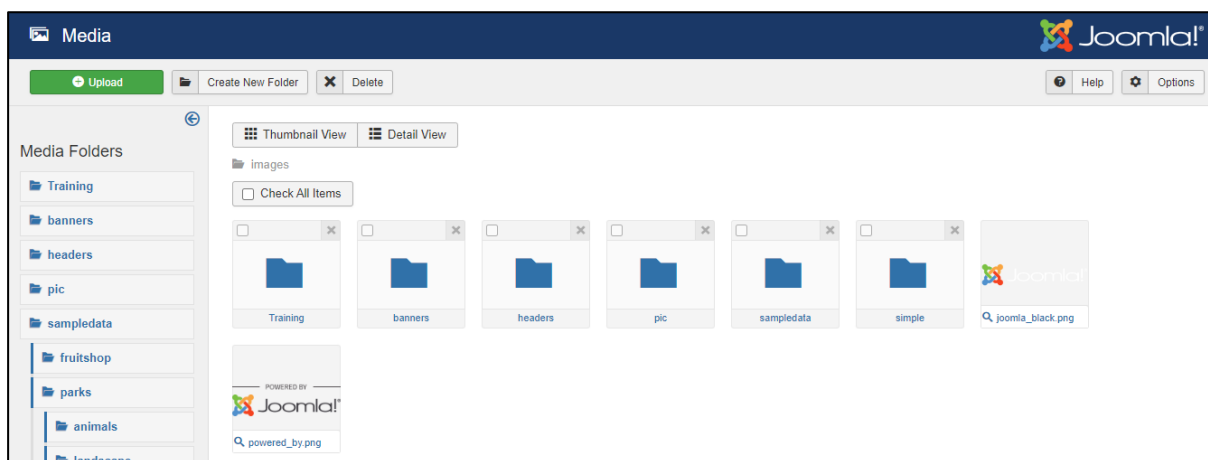 Media
Joomla!®
Upload
Create New Folder
Delete
Help
Options
Media Folders
Training
banners
headers
pic
sampledata
fruitshop
parks
animals
landscape
Thumbnail View
Detail View
images
Check All Items
Training
banners
headers
pic
sampledata
simple
Joomla!
joomla_black.png
POWERED BY
Joomla!®
powered_by.png